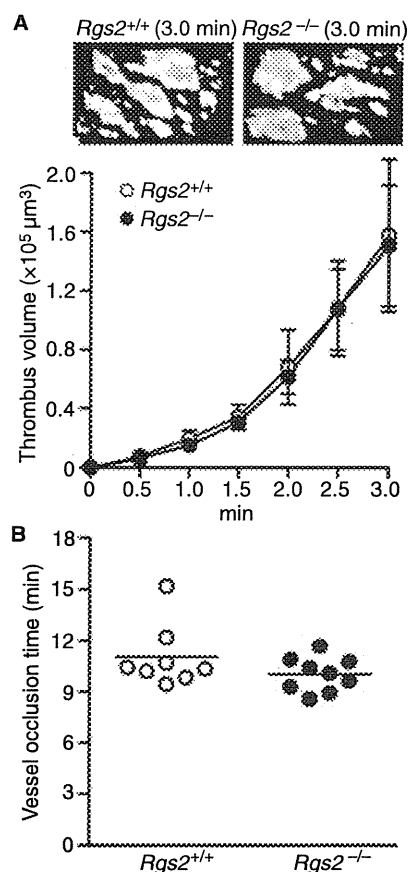 A
Rgs2+/+ (3.0 min) Rgs2−/− (3.0 min)
Thrombus volume (×10⁵ μm³)
2.0
1.6
1.2
0.8
0.4
0
Rgs2+/+
Rgs2−/−
0 0.5 1.0 1.5 2.0 2.5 3.0
min
B
Vessel occlusion time (min)
18
15
12
9
6
3
0
Rgs2+/+ Rgs2−/−